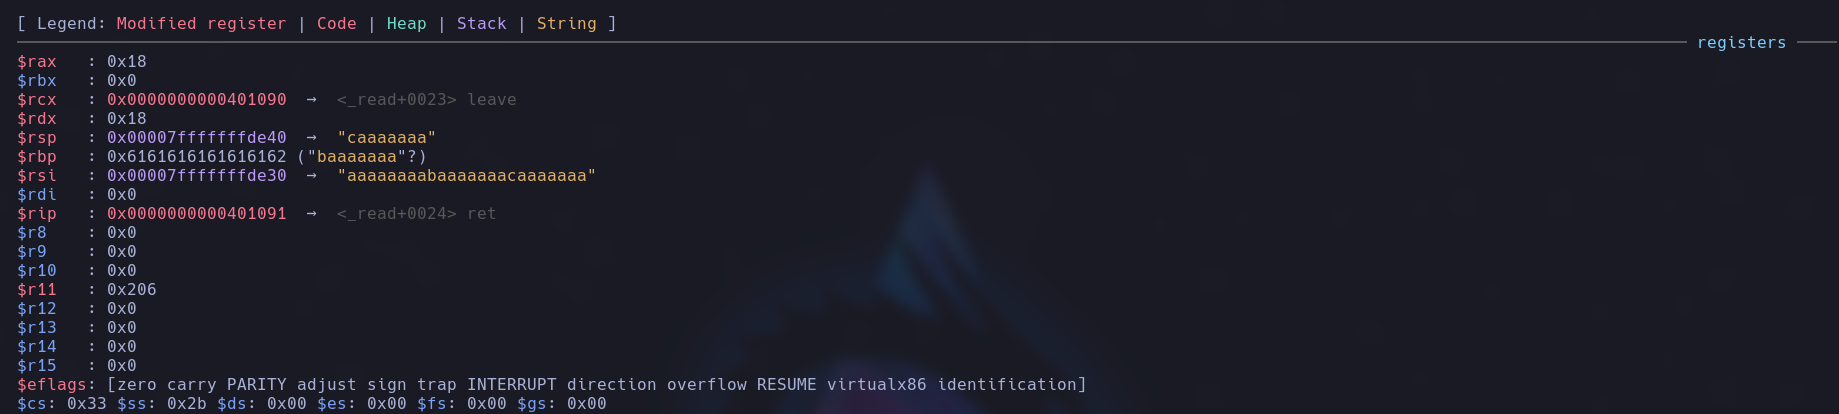 [ Legend: Modified register | Code | Heap | Stack | String ]
registers
$rax   : 0x18
$rbx   : 0x0
$rcx   : 0x0000000000401090  →  <_read+0023> leave
$rdx   : 0x18
$rsp   : 0x00007fffffffde40  →  "caaaaaaa"
$rbp   : 0x6161616161616162 ("baaaaaaa"?)
$rsi   : 0x00007fffffffde30  →  "aaaaaaaabaaaaaaacaaaaaaa"
$rdi   : 0x0
$rip   : 0x0000000000401091  →  <_read+0024> ret
$r8    : 0x0
$r9    : 0x0
$r10   : 0x0
$r11   : 0x206
$r12   : 0x0
$r13   : 0x0
$r14   : 0x0
$r15   : 0x0
$eflags: [zero carry PARITY adjust sign trap INTERRUPT direction overflow RESUME virtualx86 identification]
$cs: 0x33 $ss: 0x2b $ds: 0x00 $es: 0x00 $fs: 0x00 $gs: 0x00